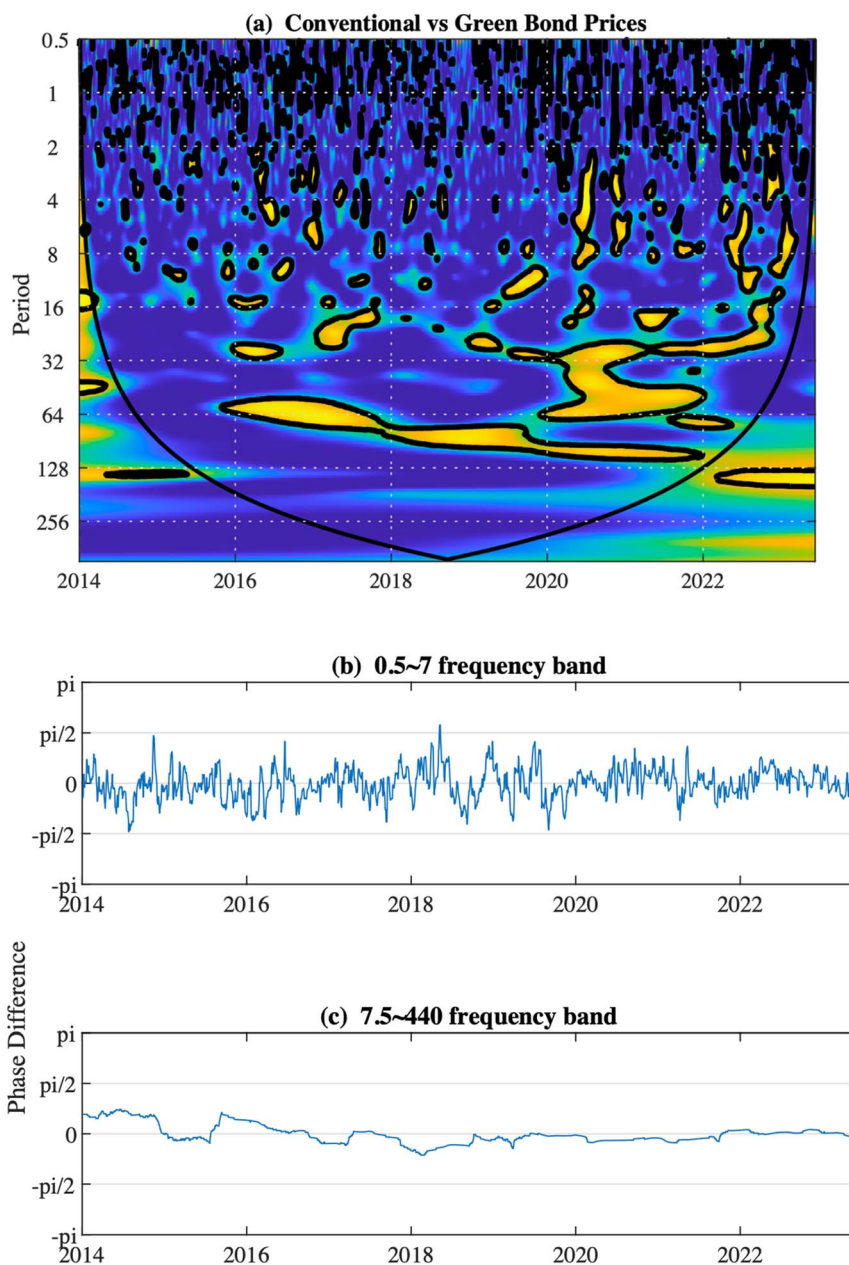 (a) Conventional vs Green Bond Prices
0.5
1
2
4
8
16
32
64
128
256
Period
2014 2016 2018 2020 2022
(b) 0.5~7 frequency band
pi
pi/2
0
-pi/2
-pi
2014 2016 2018 2020 2022
Phase Difference
(c) 7.5~440 frequency band
pi
pi/2
0
-pi/2
-pi
2014 2016 2018 2020 2022